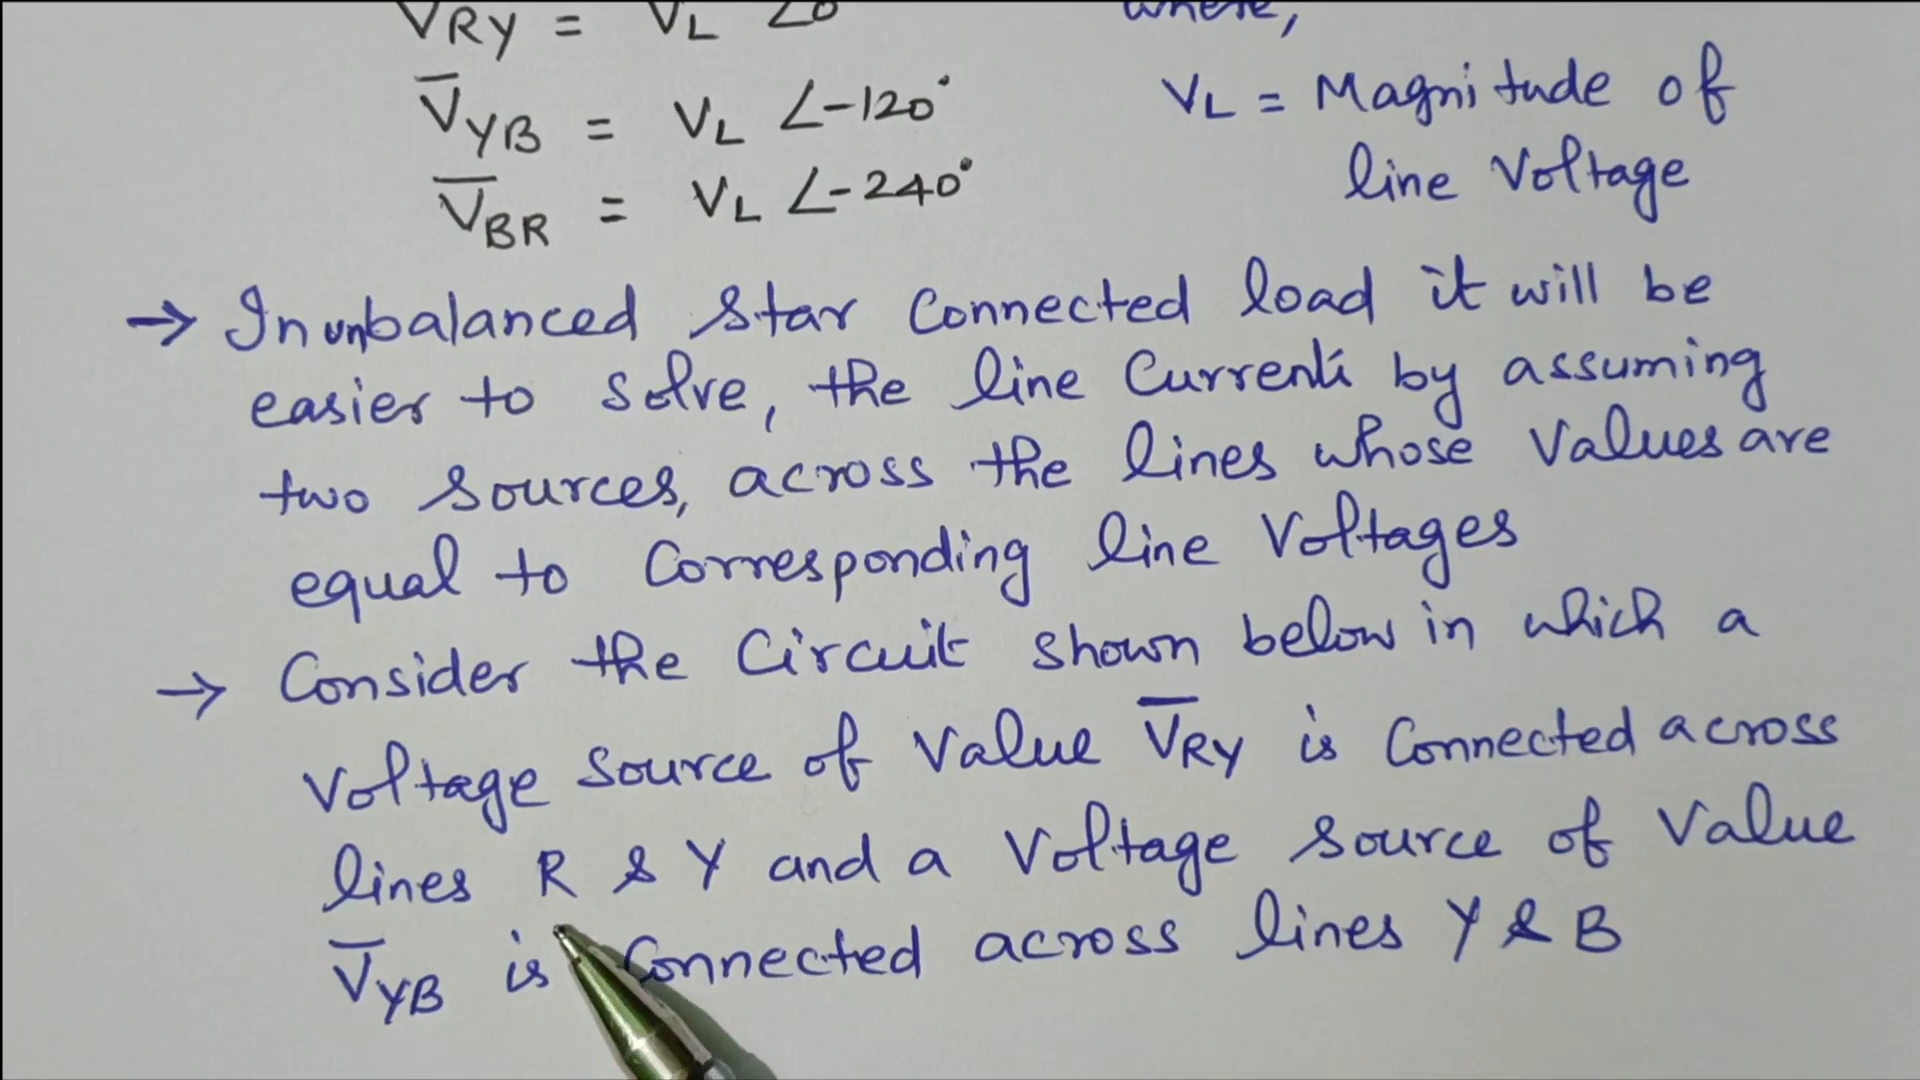 V̅RY = VL ∠0 where,
V̅YB = VL ∠-120° VL = Magnitude of
V̅BR = VL ∠-240° line Voltage
→ In unbalanced star connected load it will be
easier to solve, the line currents by assuming
two sources, across the lines whose values are
equal to corresponding line voltages
→ Consider the circuit shown below in which a
voltage source of value V̅RY is connected across
lines R & Y and a voltage source of value
V̅YB is connected across lines Y & B